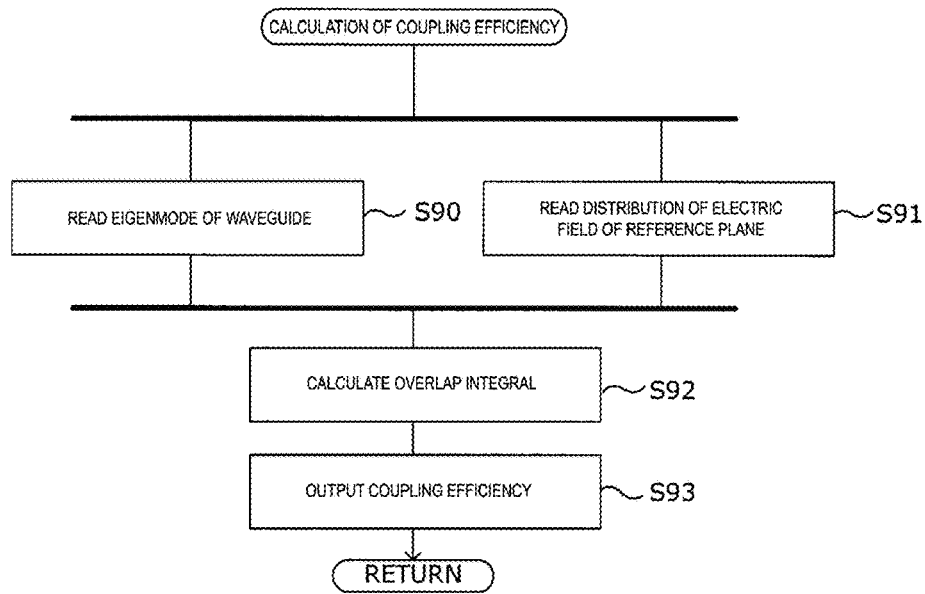 CALCULATION OF COUPLING EFFICIENCY
READ EIGENMODE OF WAVEGUIDE
S90
READ DISTRIBUTION OF ELECTRIC
FIELD OF REFERENCE PLANE
S91
CALCULATE OVERLAP INTEGRAL
S92
OUTPUT COUPLING EFFICIENCY
S93
RETURN